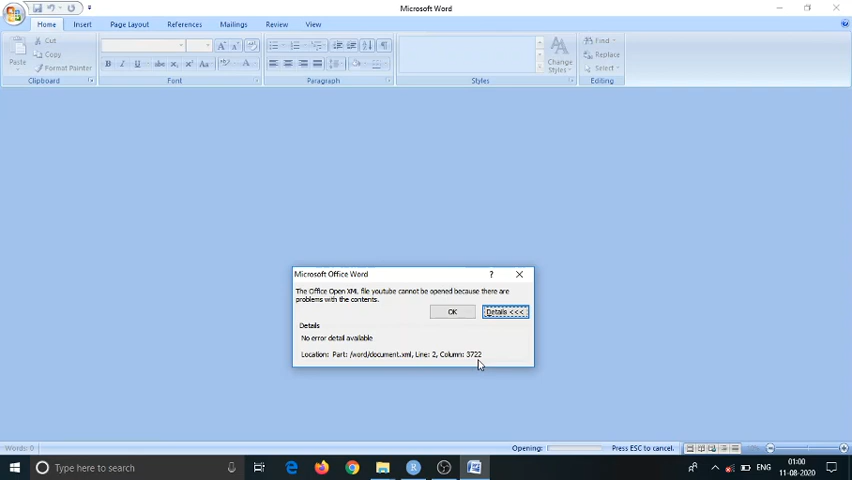 Microsoft Word
Home Insert Page Layout References Mailings Review View
Cut
Copy
Format Painter
Paste
Clipboard
Font
Paragraph
Change Styles
Styles
Find
Replace
Select
Editing
Microsoft Office Word
The Office Open XML file youtube cannot be opened because there are
problems with the contents.
OK Details <<<
Details
No error detail available
Location: Part: /word/document.xml, Line: 2, Column: 3722
Words: 0 Opening: Press ESC to cancel.
Type here to search
ENG
01:00
11-08-2020